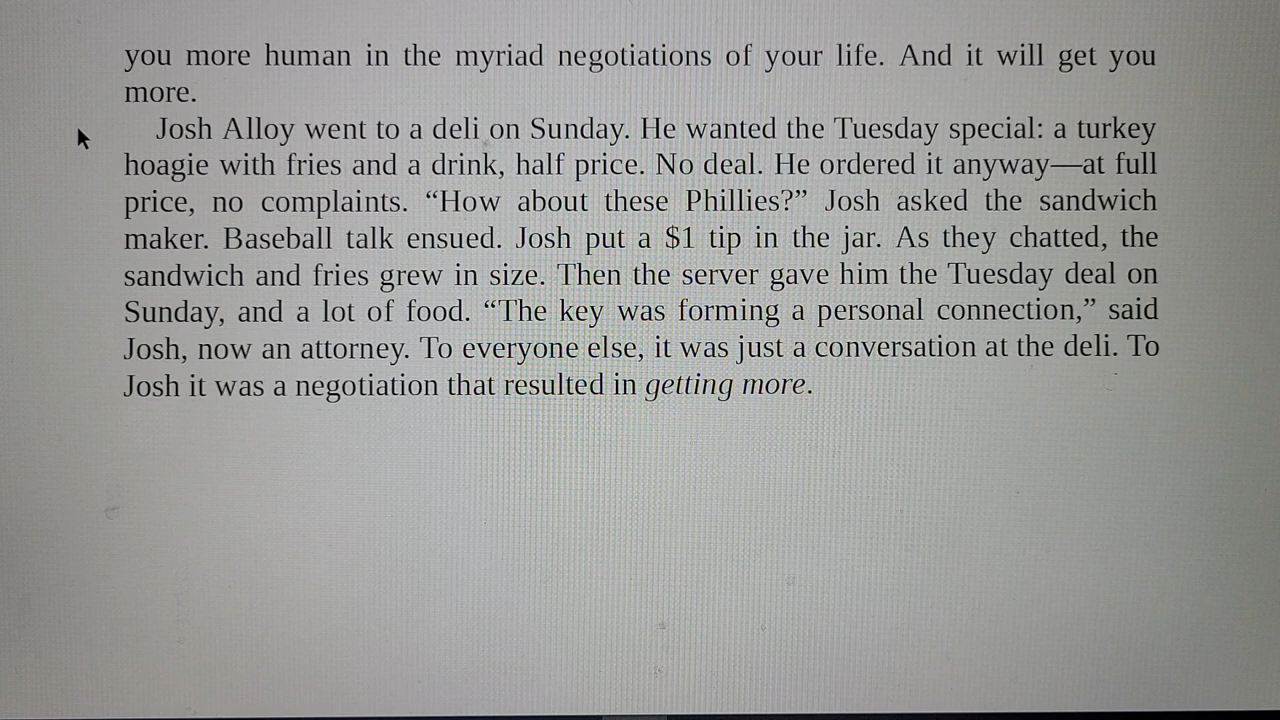 you more human in the myriad negotiations of your life. And it will get you
more.
Josh Alloy went to a deli on Sunday. He wanted the Tuesday special: a turkey
hoagie with fries and a drink, half price. No deal. He ordered it anyway—at full
price, no complaints. “How about these Phillies?” Josh asked the sandwich
maker. Baseball talk ensued. Josh put a $1 tip in the jar. As they chatted, the
sandwich and fries grew in size. Then the server gave him the Tuesday deal on
Sunday, and a lot of food. “The key was forming a personal connection,” said
Josh, now an attorney. To everyone else, it was just a conversation at the deli. To
Josh it was a negotiation that resulted in getting more.